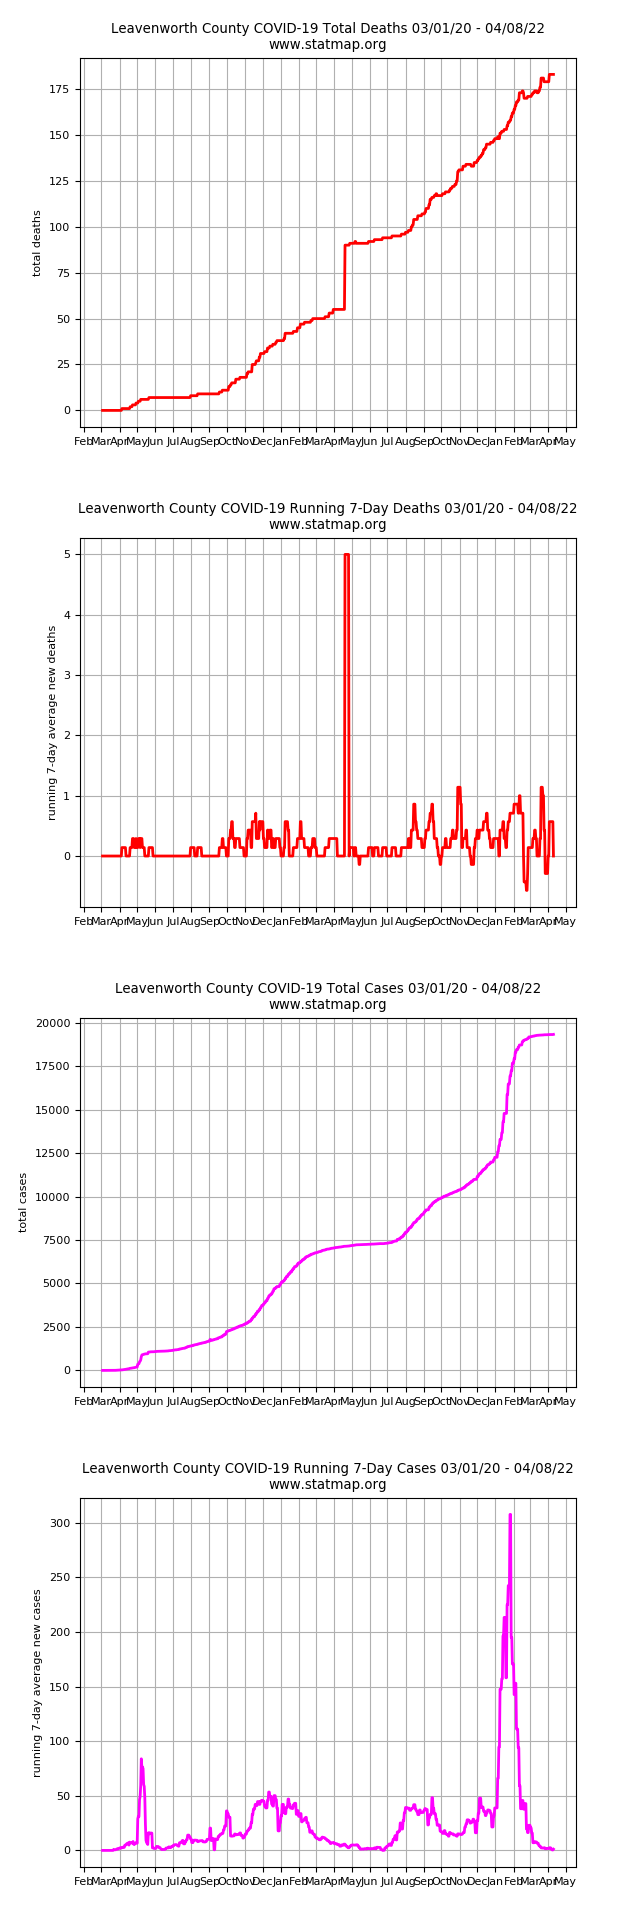 Leavenworth County COVID-19 Total Deaths 03/01/20 - 04/08/22
www.statmap.org
175
150
125
100
75
50
25
0
total deaths
Feb Mar Apr May Jun Jul Aug Sep Oct Nov Dec Jan Feb Mar Apr May Jun Jul Aug Sep Oct Nov Dec Jan Feb Mar Apr May
Leavenworth County COVID-19 Running 7-Day Deaths 03/01/20 - 04/08/22
www.statmap.org
5
4
3
2
1
0
running 7-day average new deaths
Feb Mar Apr May Jun Jul Aug Sep Oct Nov Dec Jan Feb Mar Apr May Jun Jul Aug Sep Oct Nov Dec Jan Feb Mar Apr May
Leavenworth County COVID-19 Total Cases 03/01/20 - 04/08/22
www.statmap.org
20000
17500
15000
12500
10000
7500
5000
2500
0
total cases
Feb Mar Apr May Jun Jul Aug Sep Oct Nov Dec Jan Feb Mar Apr May Jun Jul Aug Sep Oct Nov Dec Jan Feb Mar Apr May
Leavenworth County COVID-19 Running 7-Day Cases 03/01/20 - 04/08/22
www.statmap.org
300
250
200
150
100
50
0
running 7-day average new cases
Feb Mar Apr May Jun Jul Aug Sep Oct Nov Dec Jan Feb Mar Apr May Jun Jul Aug Sep Oct Nov Dec Jan Feb Mar Apr May